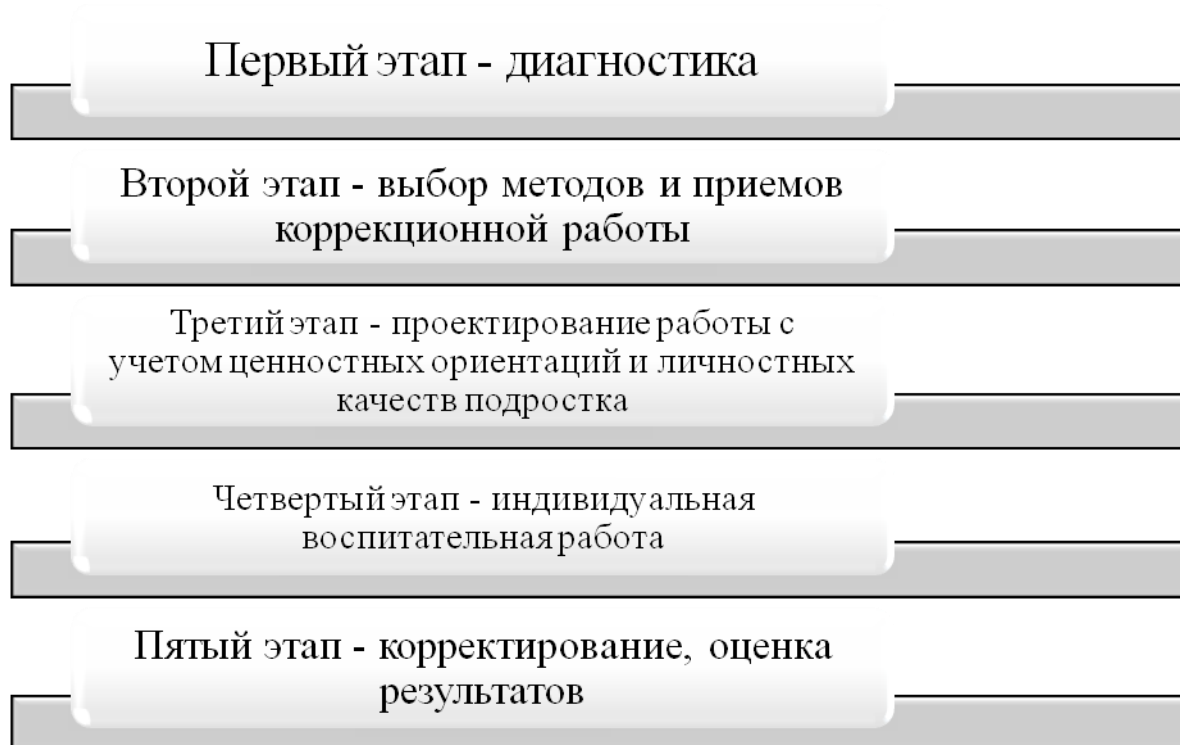 Первый этап - диагностика
Второй этап - выбор методов и приемов
коррекционной работы
Третий этап - проектирование работы с
учетом ценностных ориентаций и личностных
качеств подростка
Четвертый этап - индивидуальная
воспитательная работа
Пятый этап - корректирование, оценка
результатов